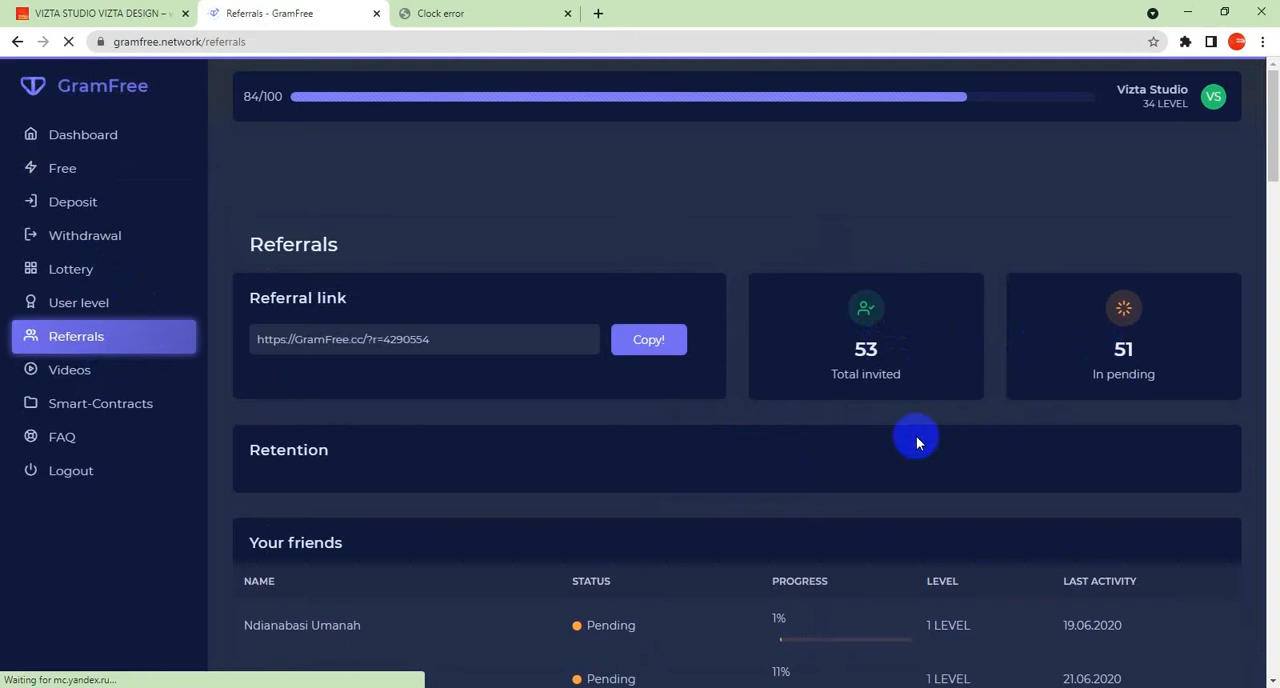 VIZTA STUDIO VIZTA DESIGN –
Referrals - GramFree
Clock error
gramfree.network/referrals
GramFree
84/100
Vizta Studio
34 LEVEL
VS
Dashboard
Free
Deposit
Withdrawal
Lottery
User level
Referrals
Videos
Smart-Contracts
FAQ
Logout
Referrals
Referral link
https://GramFree.cc/?r=4290554
Copy!
53
Total invited
51
In pending
Retention
Your friends
NAME STATUS PROGRESS LEVEL LAST ACTIVITY
Ndianabasi Umanah Pending 1% 1 LEVEL 19.06.2020
Pending 11% 1 LEVEL 21.06.2020
Waiting for mc.yandex.ru...